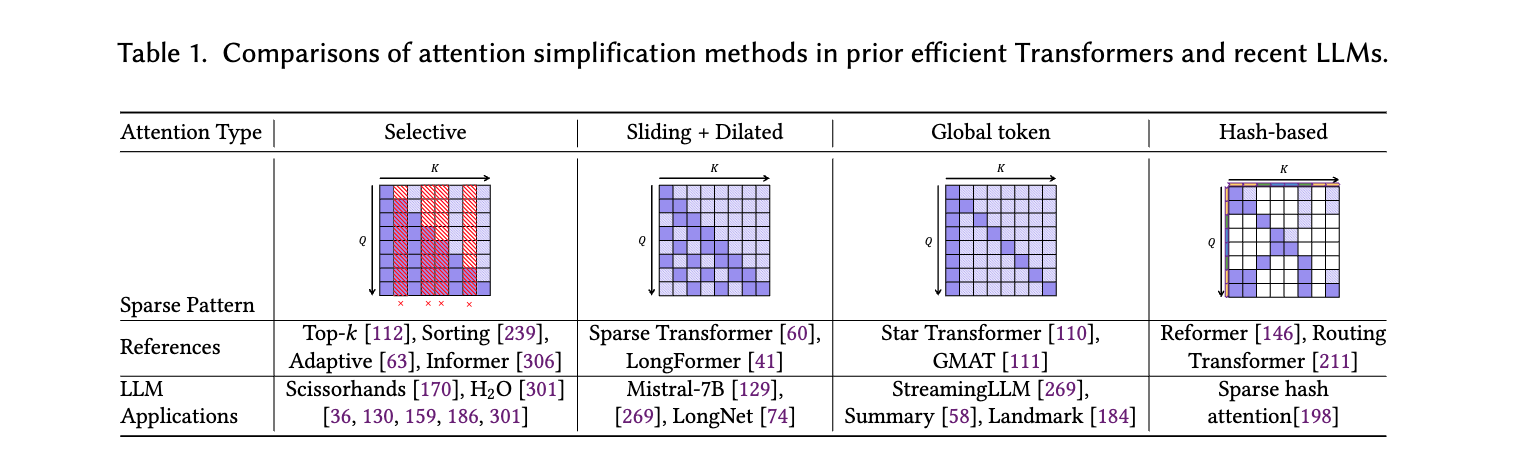 Table 1. Comparisons of attention simplification methods in prior efficient Transformers and recent LLMs.
Attention Type Selective Sliding + Dilated Global token Hash-based
K K K K
Q Q Q Q
× × × ×
Sparse Pattern
References
Top-k [112], Sorting [239],
Adaptive [63], Informer [306]
Sparse Transformer [60],
LongFormer [41]
Star Transformer [110],
GMAT [111]
Reformer [146], Routing
Transformer [211]
LLM
Applications
Scissorhands [170], H₂O [301]
[36, 130, 159, 186, 301]
Mistral-7B [129],
[269], LongNet [74]
StreamingLLM [269],
Summary [58], Landmark [184]
Sparse hash
attention[198]